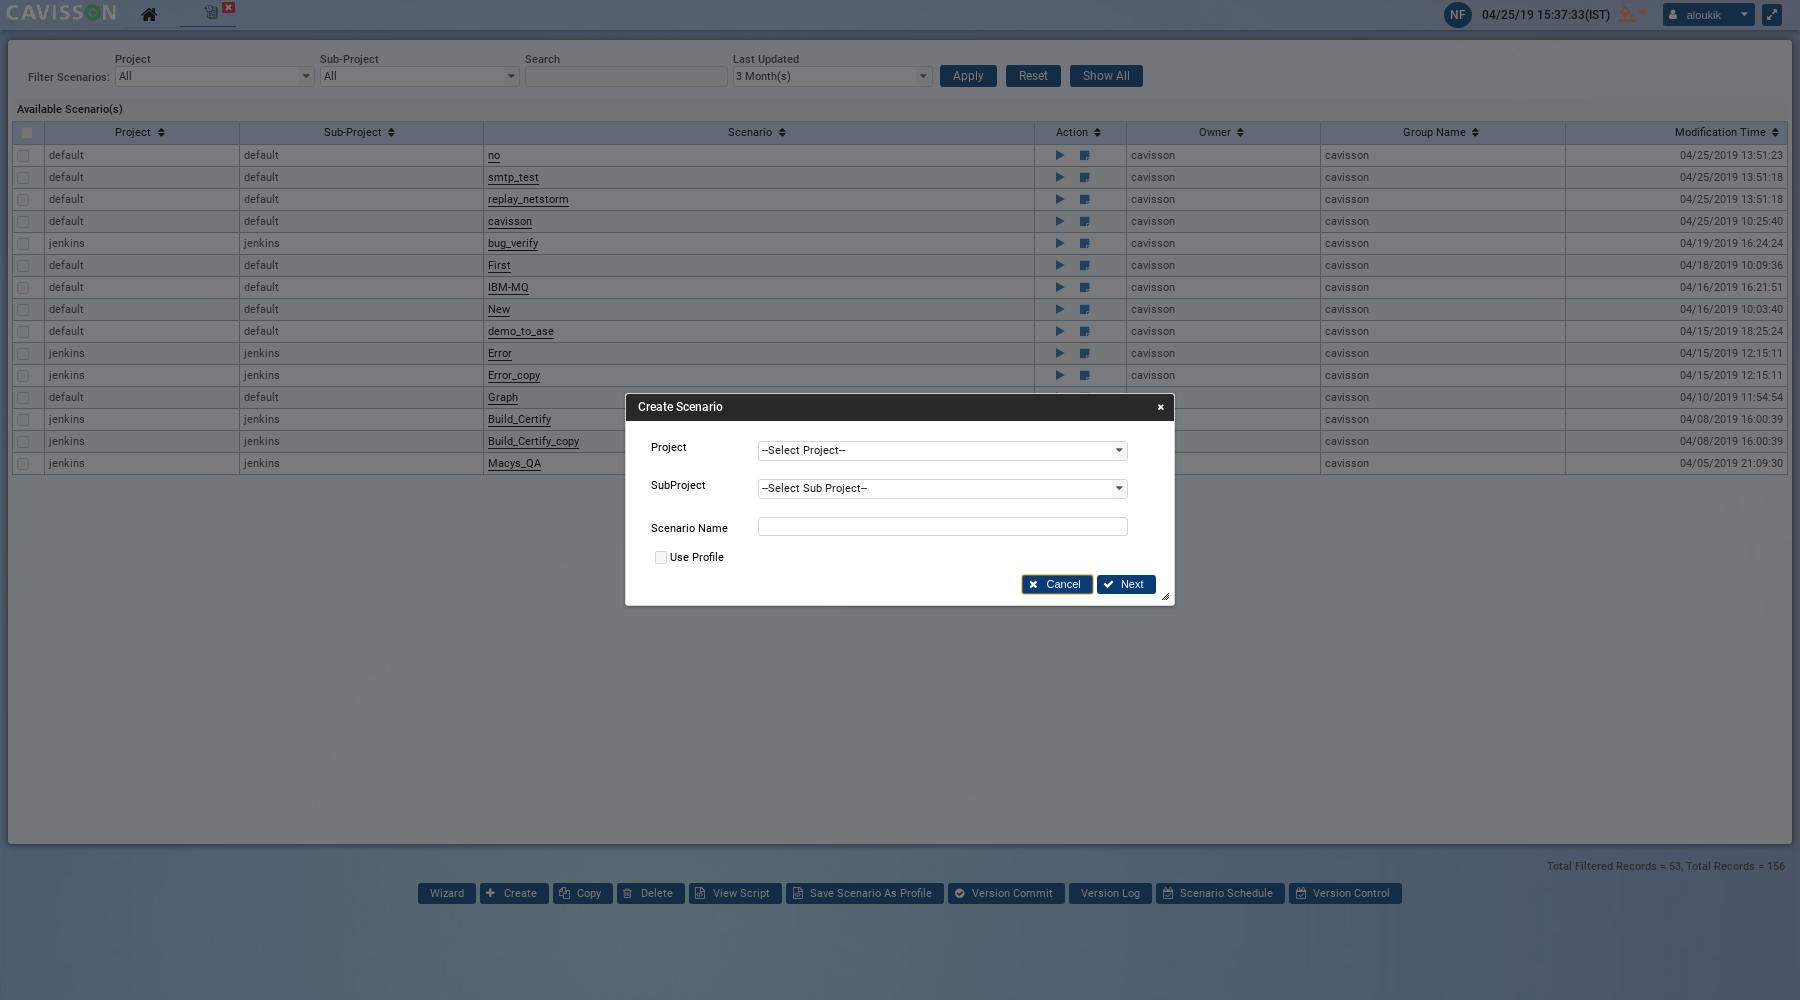 CAVISSON
NF 04/25/19 15:37:33(IST) aloukik
Project Sub-Project Search Last Updated
Filter Scenarios: All All 3 Month(s) Apply Reset Show All
Available Scenario(s)
Project Sub-Project Scenario Action Owner Group Name Modification Time
default default no cavisson cavisson 04/25/2019 13:51:23
default default smtp_test cavisson cavisson 04/25/2019 13:51:18
default default replay_netstorm cavisson cavisson 04/25/2019 13:51:18
default default cavisson cavisson cavisson 04/25/2019 10:25:40
jenkins jenkins bug_verify cavisson cavisson 04/19/2019 16:24:24
default default First cavisson cavisson 04/18/2019 10:09:36
default default IBM-MQ cavisson cavisson 04/16/2019 16:21:51
default default New cavisson cavisson 04/16/2019 10:03:40
default default demo_to_ase cavisson cavisson 04/15/2019 18:25:24
jenkins jenkins Error cavisson cavisson 04/15/2019 12:15:11
jenkins jenkins Error_copy cavisson cavisson 04/15/2019 12:15:11
default default Graph cavisson 04/10/2019 11:54:54
jenkins jenkins Build_Certify cavisson 04/08/2019 16:00:39
jenkins jenkins Build_Certify_copy cavisson 04/08/2019 16:00:39
jenkins jenkins Macys_QA cavisson 04/05/2019 21:09:30
Create Scenario
Project --Select Project--
SubProject --Select Sub Project--
Scenario Name
Use Profile
Cancel Next
Total Filtered Records = 53, Total Records = 156
Wizard Create Copy Delete View Script Save Scenario As Profile Version Commit Version Log Scenario Schedule Version Control